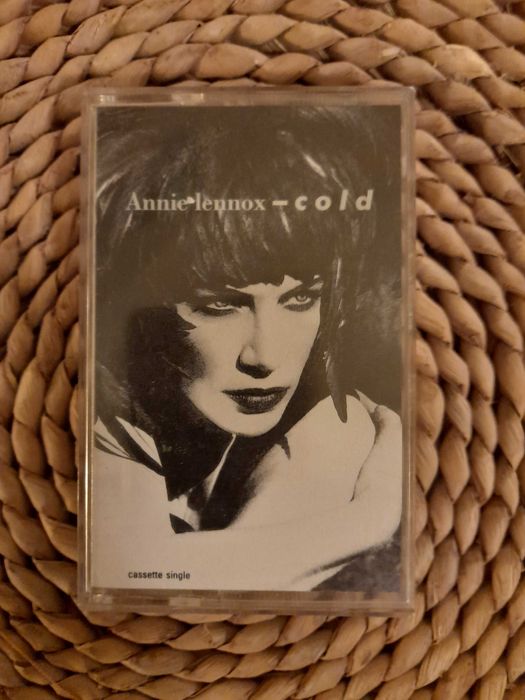 Annie lennox – cold
cassette single